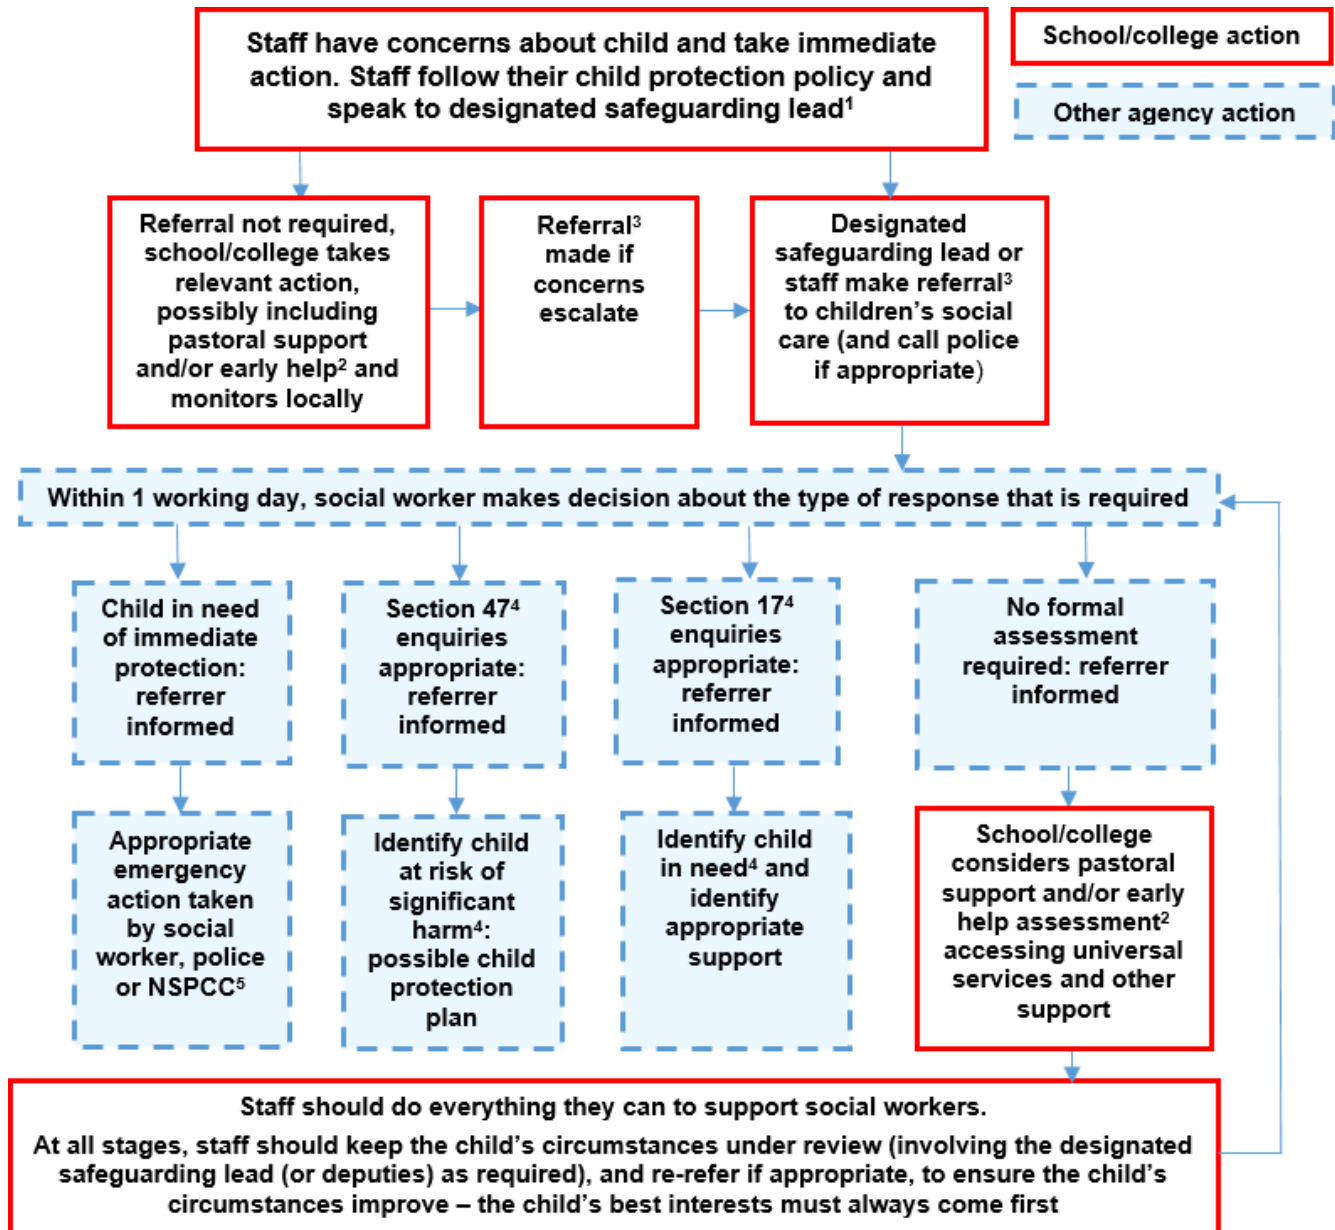 Staff have concerns about child and take immediate
action. Staff follow their child protection policy and
speak to designated safeguarding lead¹
School/college action
Other agency action
Referral not required,
school/college takes
relevant action,
possibly including
pastoral support
and/or early help² and
monitors locally
Referral³
made if
concerns
escalate
Designated
safeguarding lead or
staff make referral³
to children’s social
care (and call police
if appropriate)
Within 1 working day, social worker makes decision about the type of response that is required
Child in need
of immediate
protection:
referrer
informed
Section 47⁴
enquiries
appropriate:
referrer
informed
Section 17⁴
enquiries
appropriate:
referrer
informed
No formal
assessment
required: referrer
informed
Appropriate
emergency
action taken
by social
worker, police
or NSPCC⁵
Identify child
at risk of
significant
harm⁴:
possible child
protection
plan
Identify child
in need⁴ and
identify
appropriate
support
School/college
considers pastoral
support and/or early
help assessment²
accessing universal
services and other
support
Staff should do everything they can to support social workers.
At all stages, staff should keep the child’s circumstances under review (involving the designated
safeguarding lead (or deputies) as required), and re-refer if appropriate, to ensure the child’s
circumstances improve – the child’s best interests must always come first